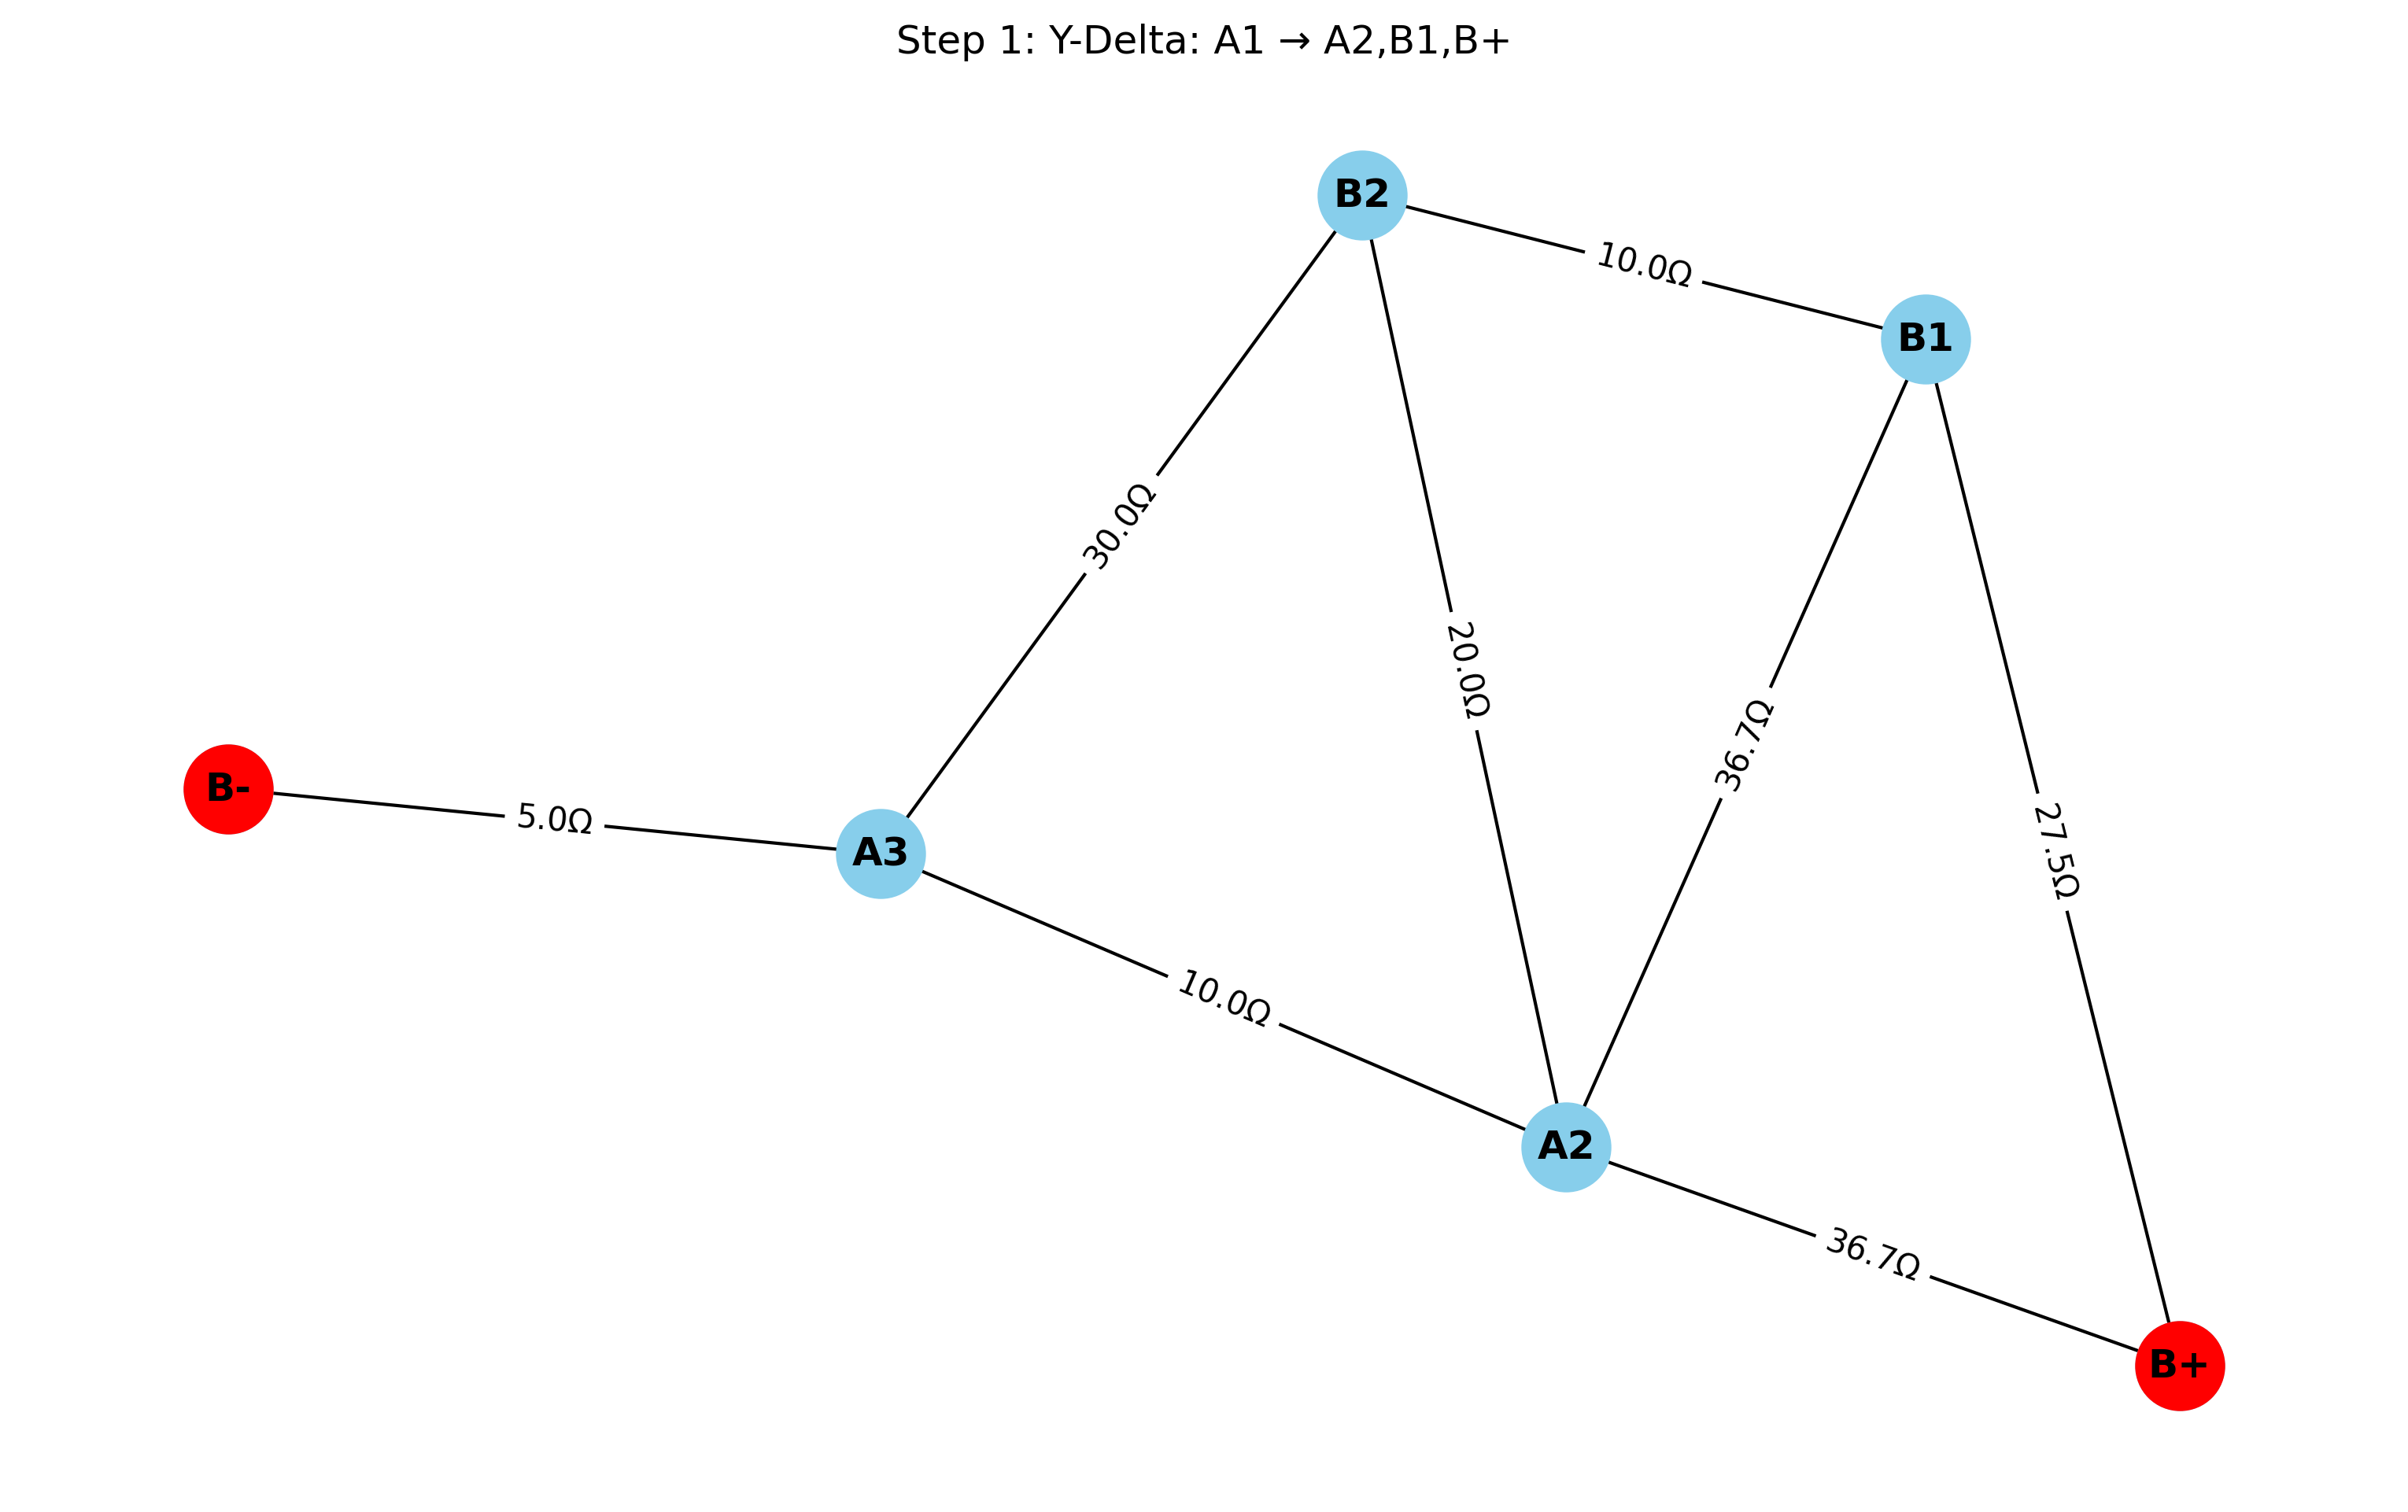 Step 1: Y-Delta: A1 → A2,B1,B+
B2
10.0Ω
B1
30.0Ω
20.0Ω
36.7Ω
B-
5.0Ω
A3
27.5Ω
10.0Ω
A2
36.7Ω
B+